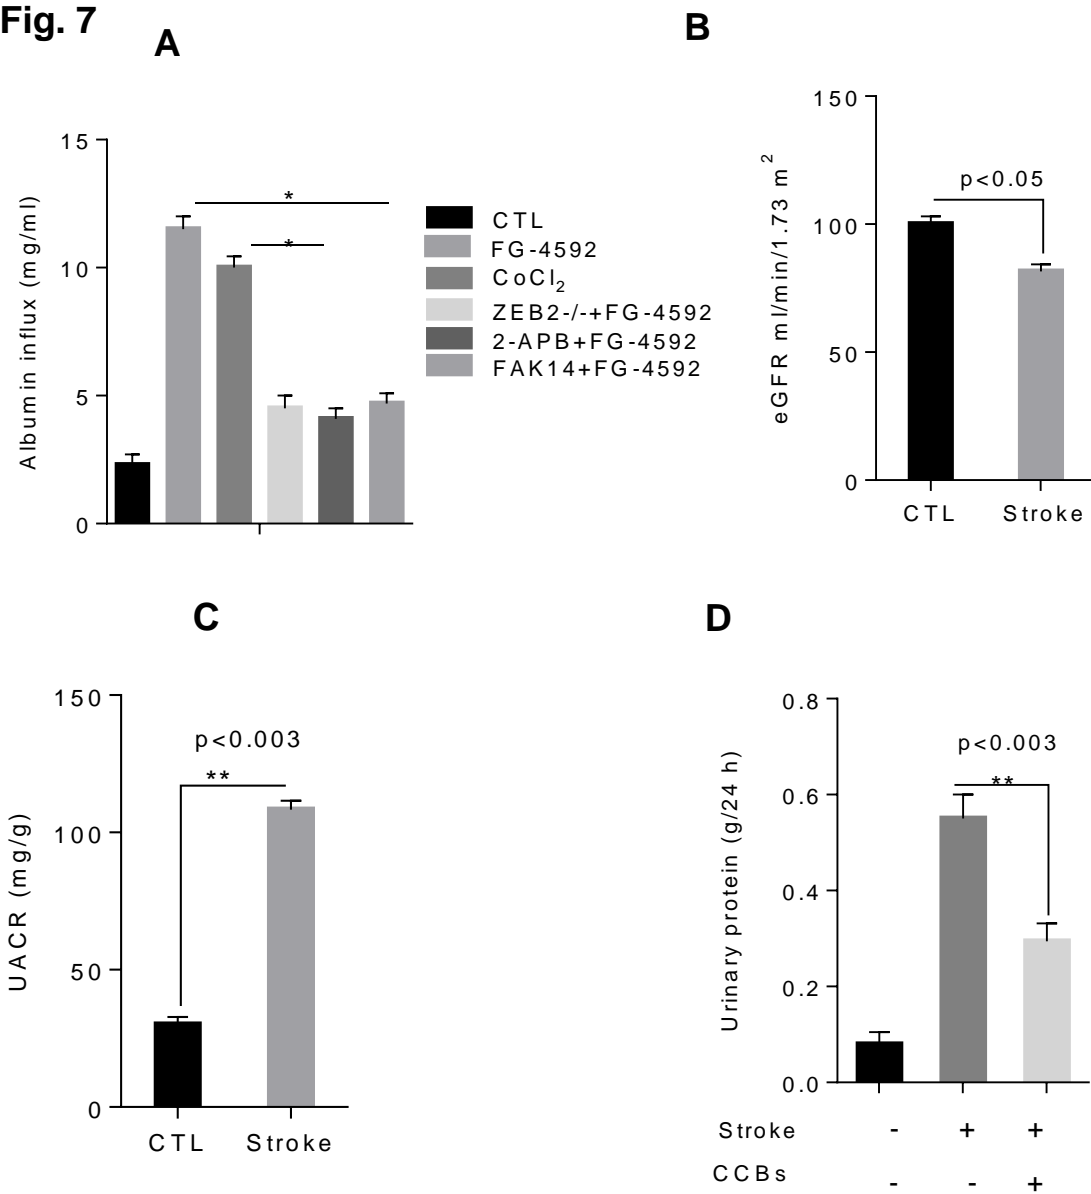 Fig. 7
A
15
10
5
0
Albumin influx (mg/ml)
*
*
CTL
FG-4592
CoCl2
ZEB2-/-+FG-4592
2-APB+FG-4592
FAK14+FG-4592
B
150
100
50
0
eGFR ml/min/1.73 m2
p<0.05
CTL Stroke
C
150
100
50
0
UACR (mg/g)
p<0.003
**
CTL Stroke
D
0.8
0.6
0.4
0.2
0.0
Urinary protein (g/24 h)
p<0.003
**
Stroke - + +
CCBs - - +